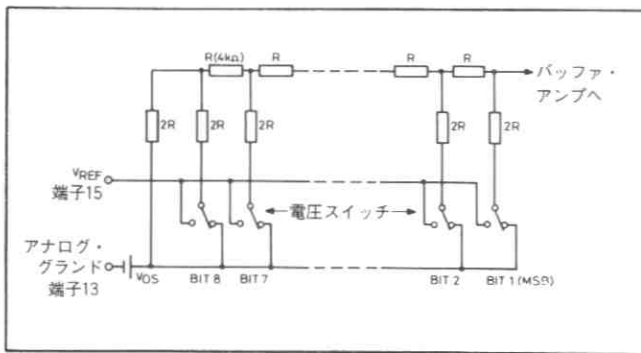 R(4kΩ) R R R
バッファ・
アンプへ
2R 2R 2R 2R 2R
VREF
端子15
電圧スイッチ
アナログ・
グランド
端子13
VOS BIT 8 BIT 7 BIT 2 BIT 1 (MSB)